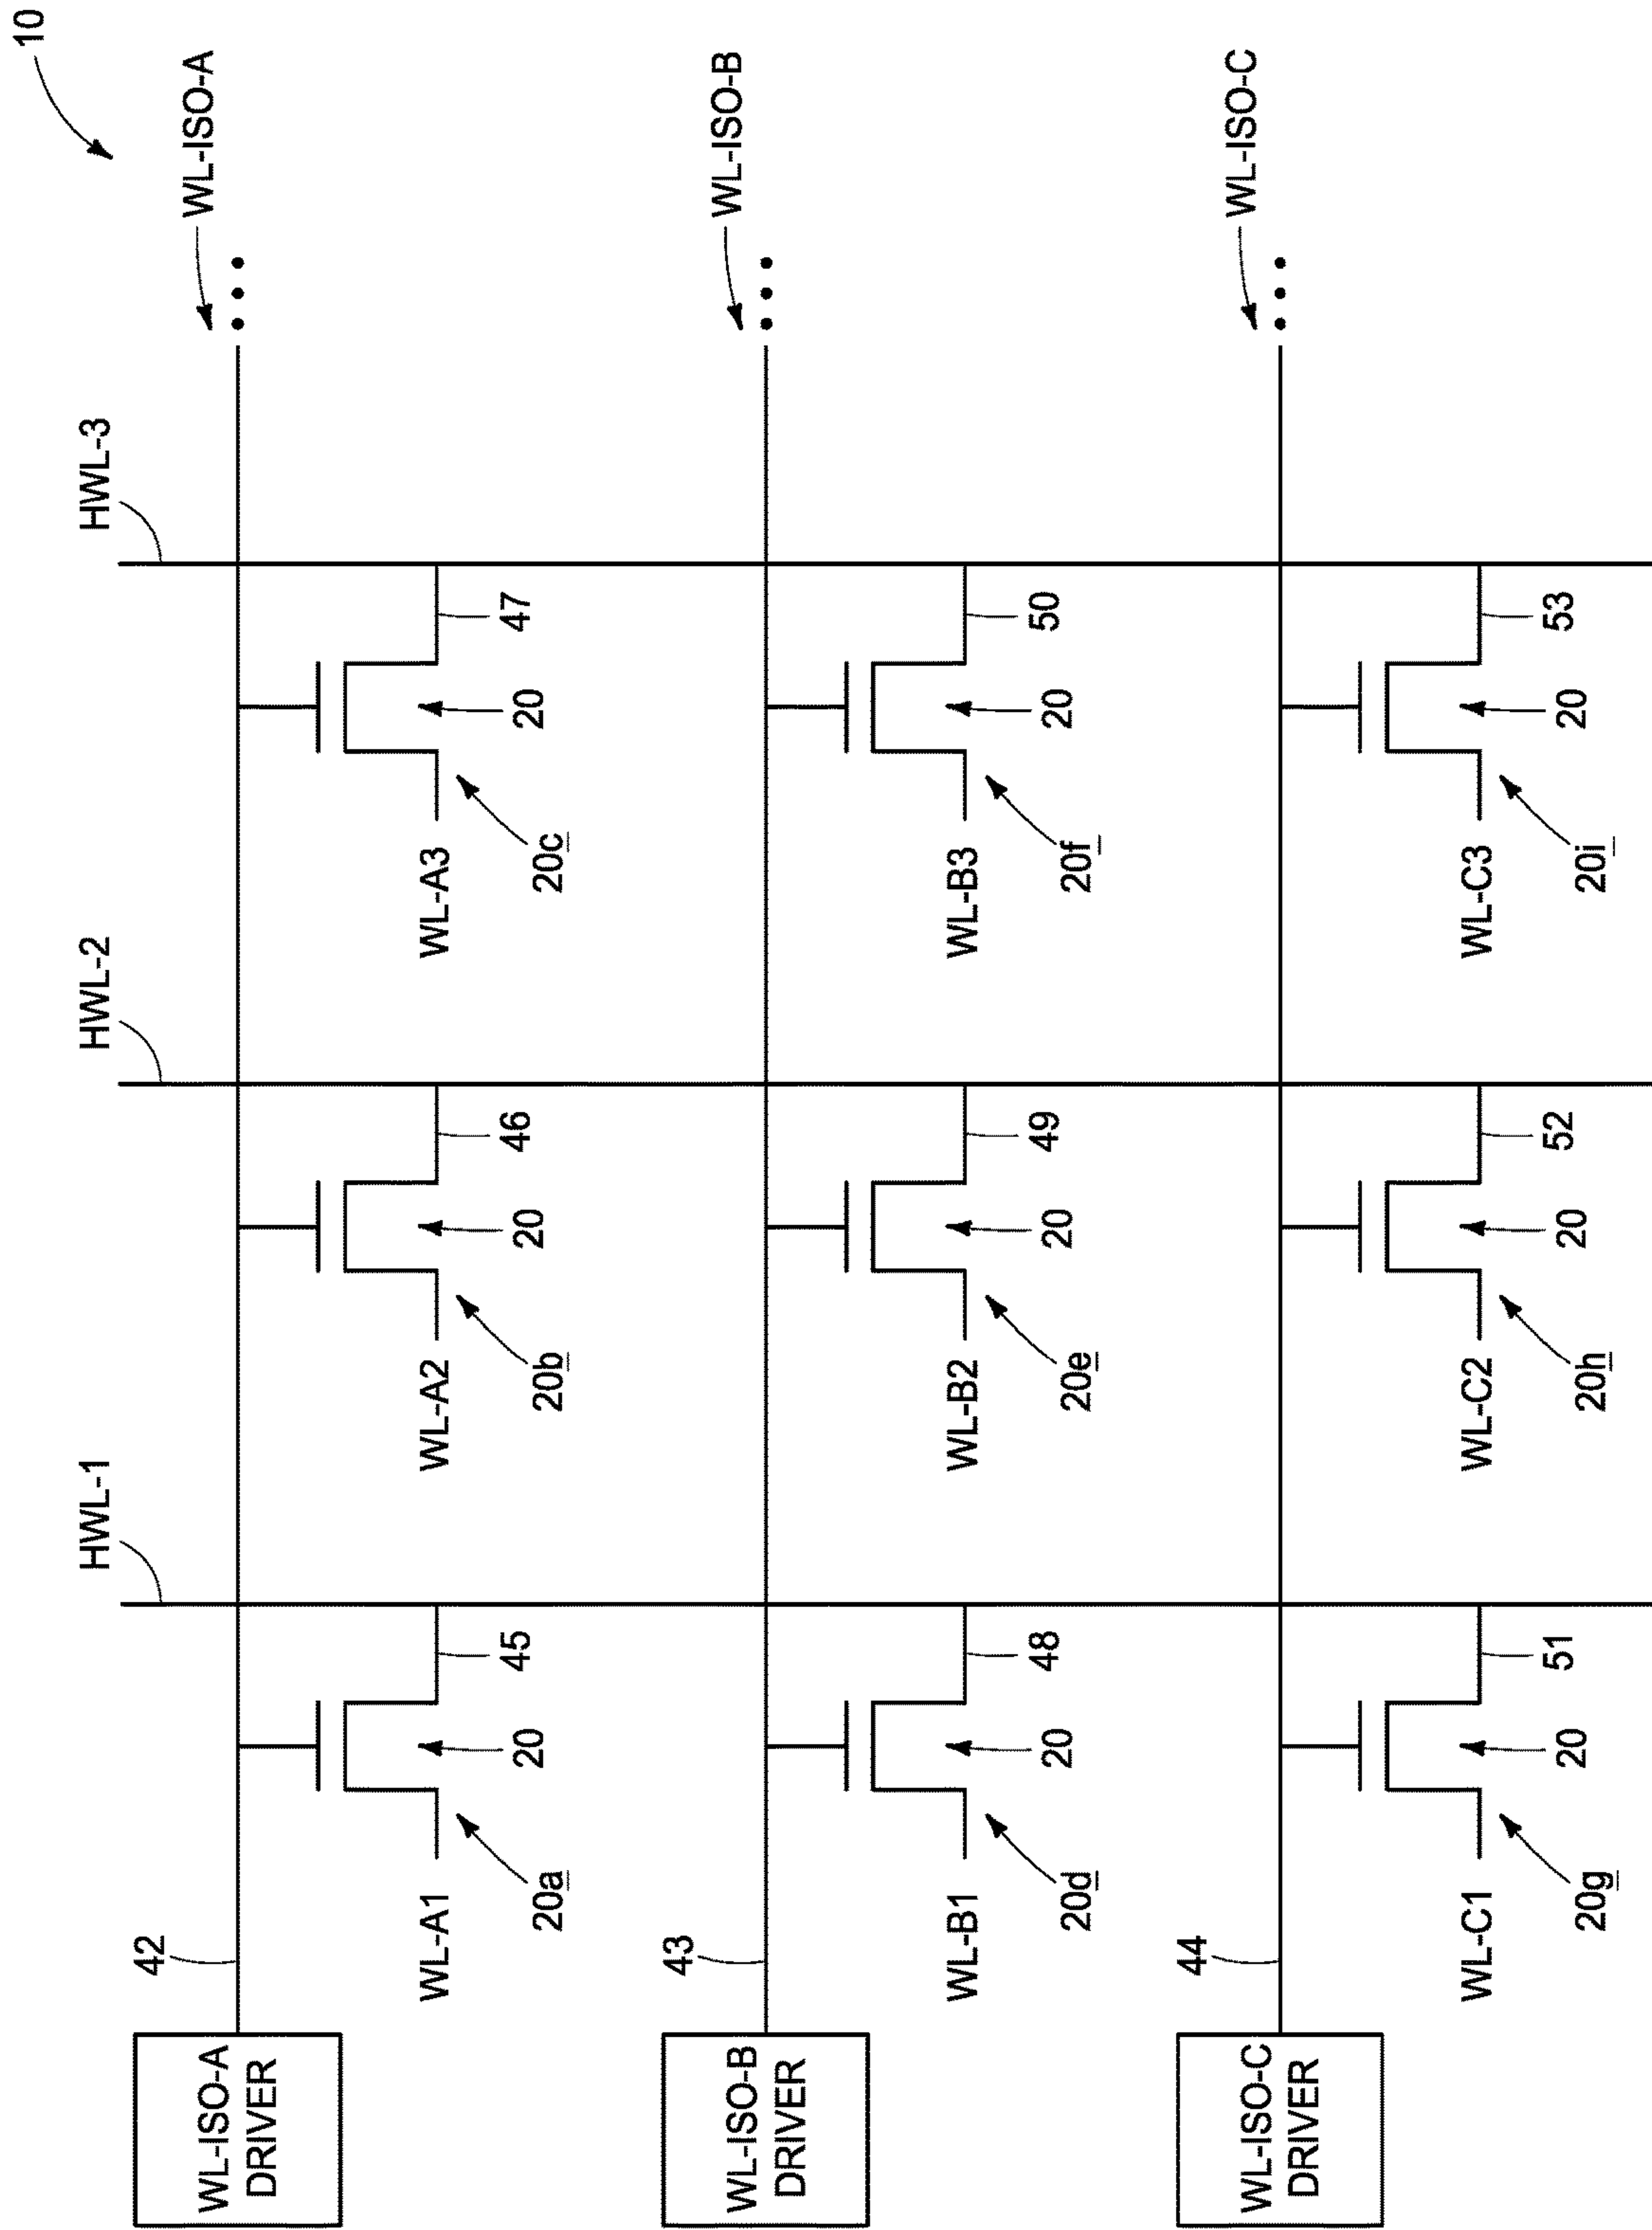 10
HWL-1
HWL-2
HWL-3
WL-ISO-A
WL-ISO-A
DRIVER
42
45
46
47
20
20
20
WL-A1
WL-A2
WL-A3
20a
20b
20c
WL-ISO-B
WL-ISO-B
DRIVER
43
48
49
50
20
20
20
WL-B1
WL-B2
WL-B3
20d
20e
20f
WL-ISO-C
WL-ISO-C
DRIVER
44
51
52
53
20
20
20
WL-C1
WL-C2
WL-C3
20g
20h
20i